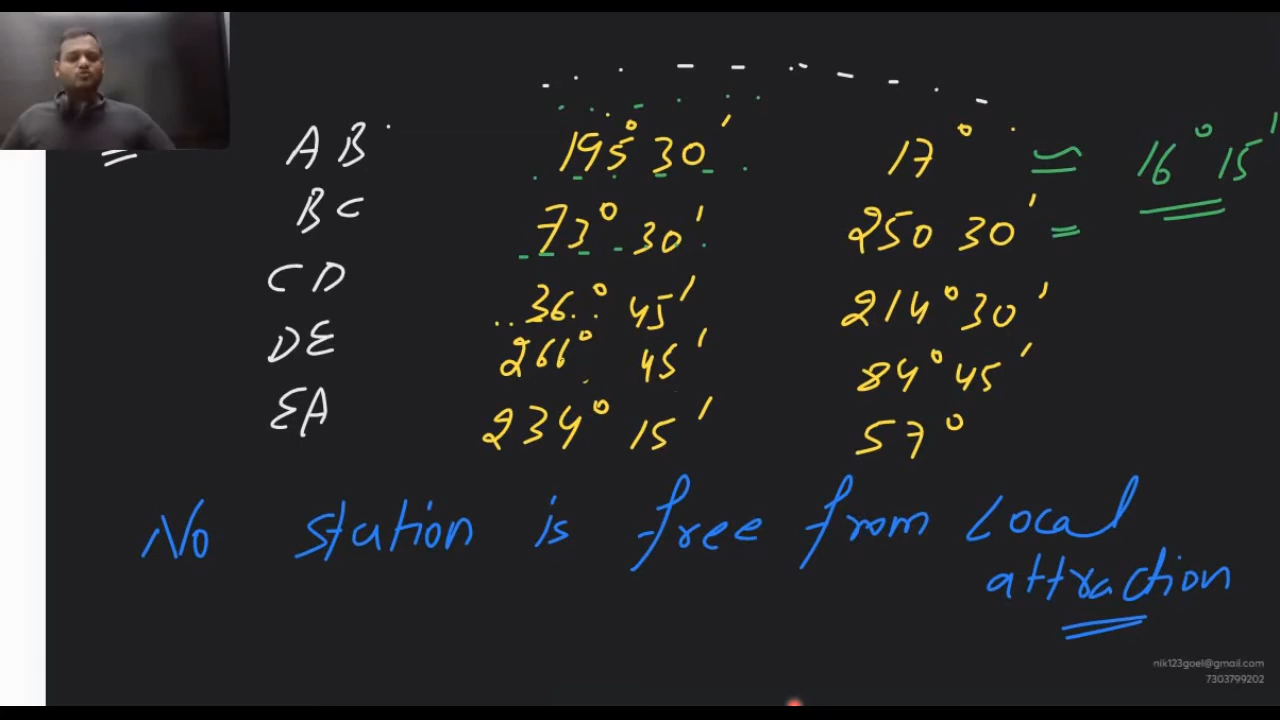 AB 195° 30' 17° ≈ 16° 15'
BC 73° 30' 250 30' =
CD 36° 45' 214° 30'
DE 266° 45' 84° 45'
EA 234° 15' 57°
No station is free from Local
attraction
nik123goel@gmail.com
7303799202